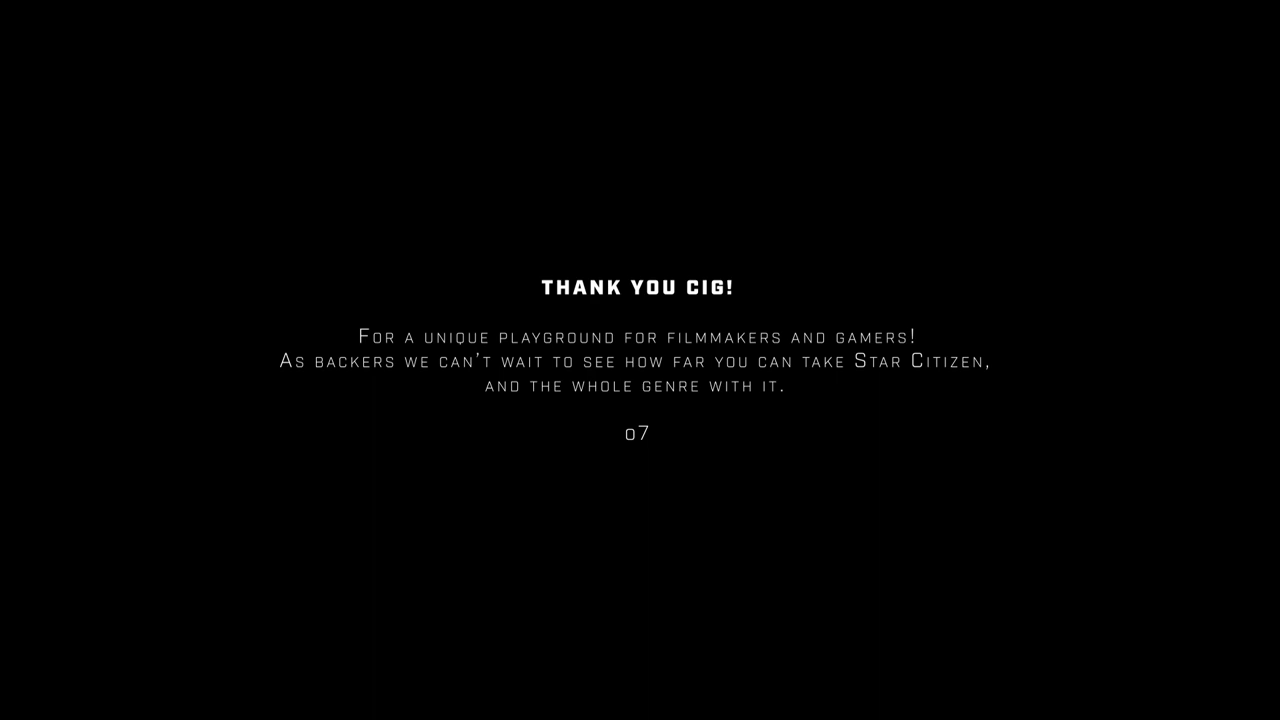 THANK YOU CIG!
For a unique playground for filmmakers and gamers!
As backers we can't wait to see how far you can take Star Citizen,
and the whole genre with it.
o7